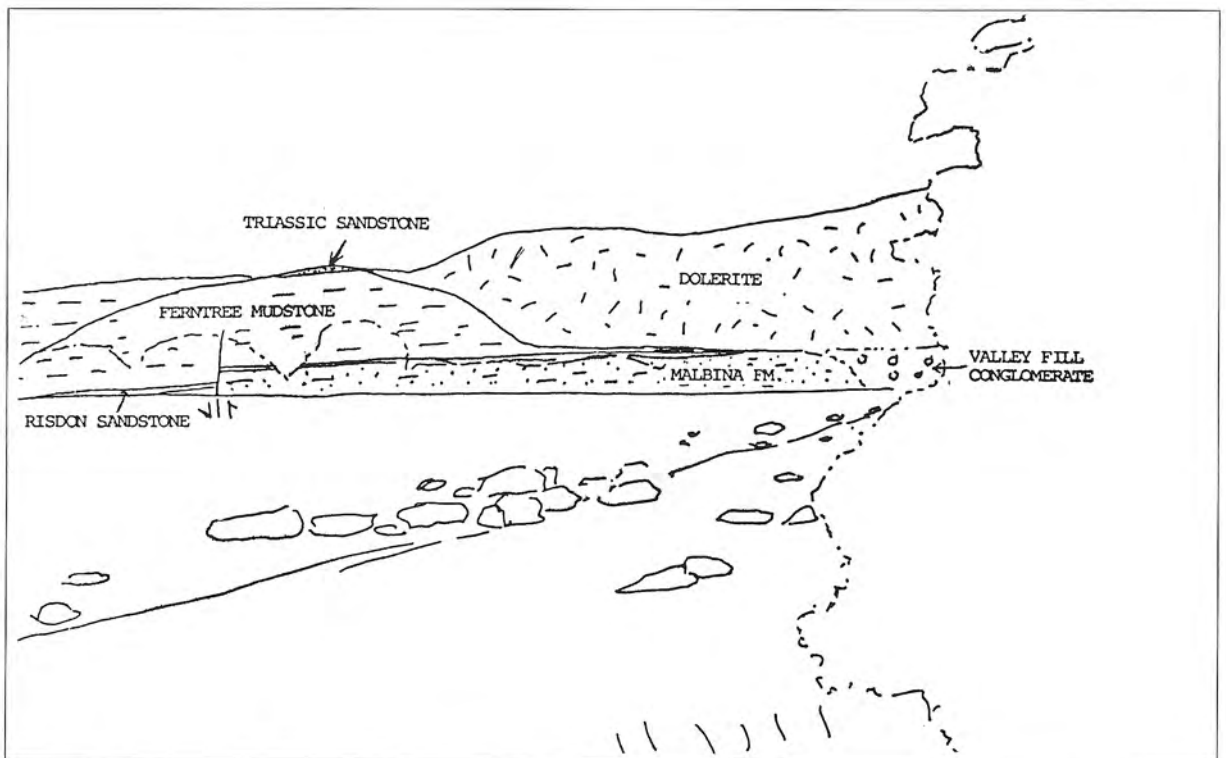 TRIASSIC SANDSTONE
DOLERITE
FERNTREE MUDSTONE
VALLEY FILL
CONGLOMERATE
MALBINA FM.
RISDON SANDSTONE